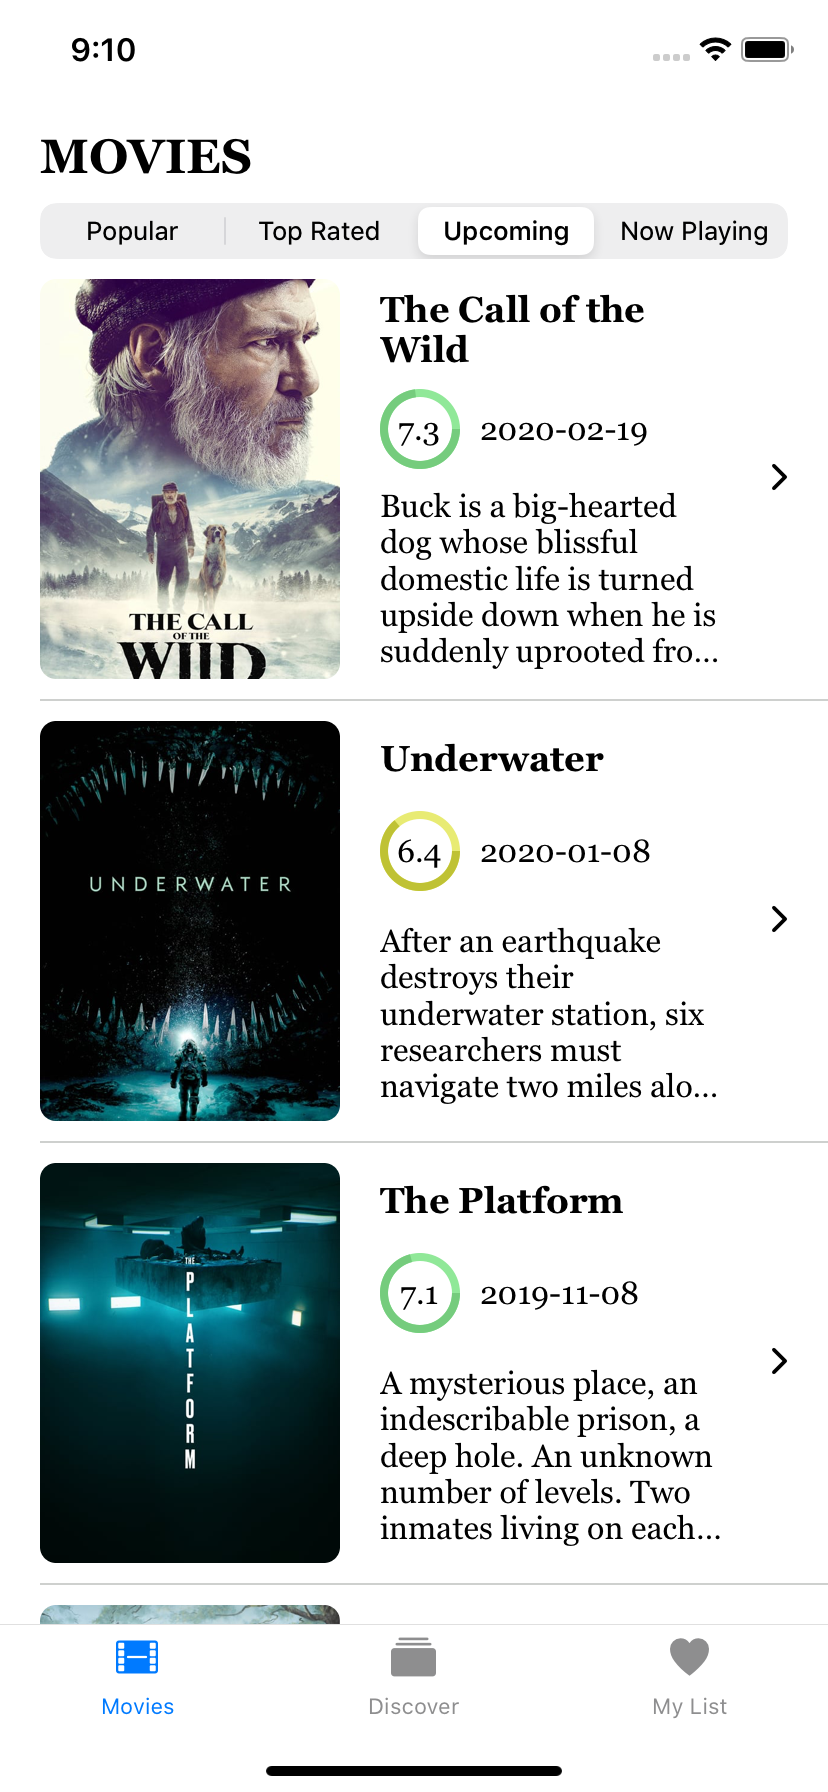 9:10
MOVIES
Popular
Top Rated
Upcoming
Now Playing
THE CALL
OF THE
WILD
The Call of the
Wild
7.3
2020-02-19
Buck is a big-hearted
dog whose blissful
domestic life is turned
upside down when he is
suddenly uprooted fro...
UNDERWATER
Underwater
6.4
2020-01-08
After an earthquake
destroys their
underwater station, six
researchers must
navigate two miles alo...
THE
PLATFORM
The Platform
7.1
2019-11-08
A mysterious place, an
indescribable prison, a
deep hole. An unknown
number of levels. Two
inmates living on each...
Movies
Discover
My List